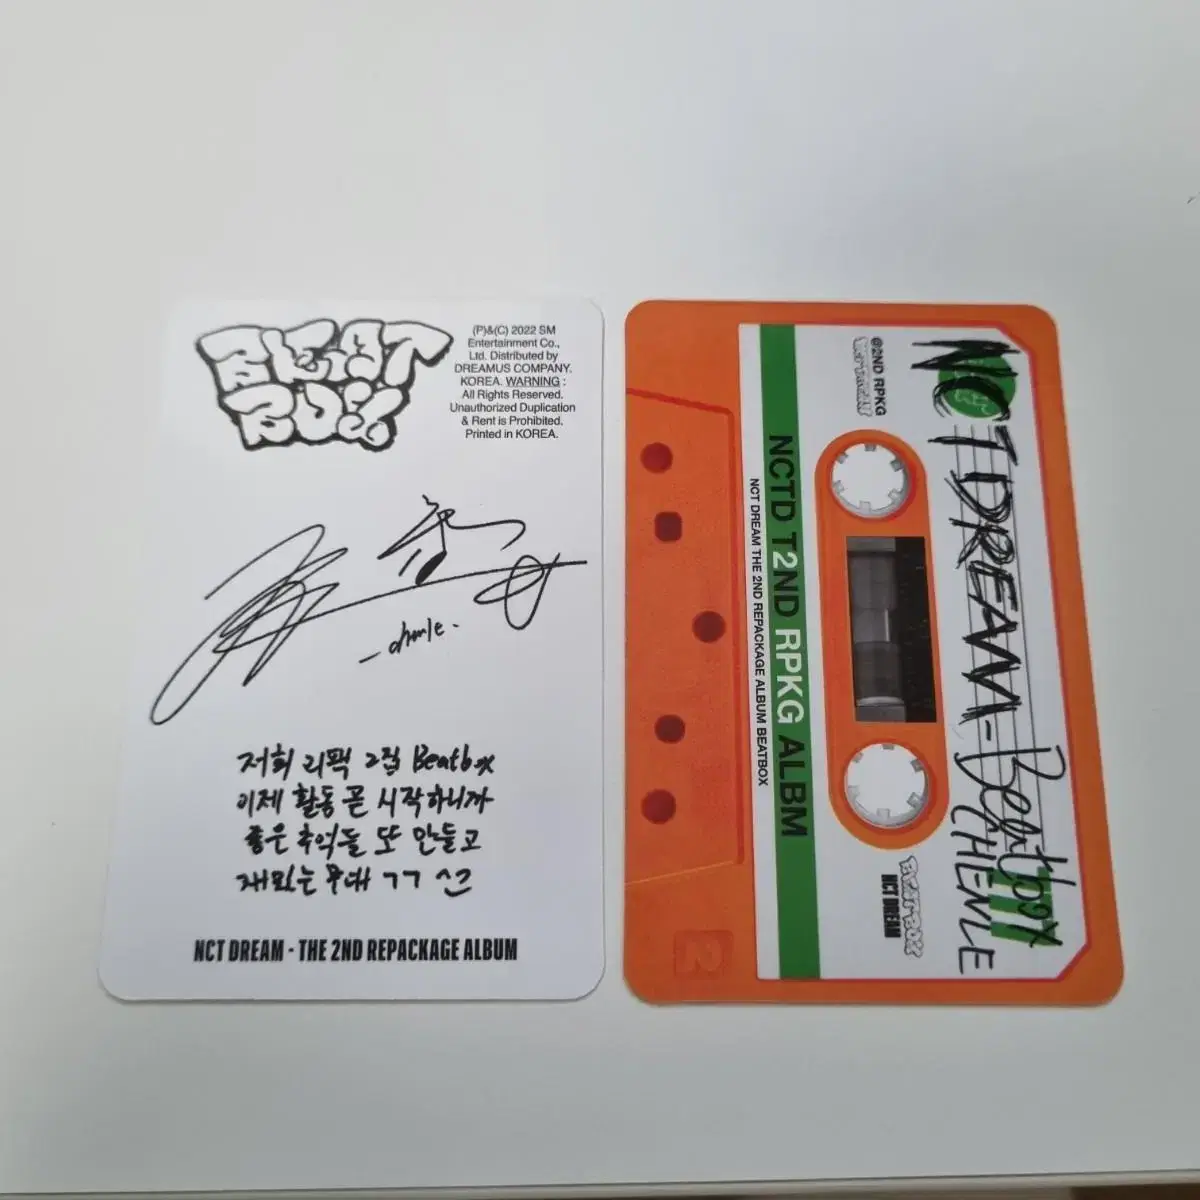 BEAT
BOX
(P)&(C) 2022 SM
Entertainment Co.,
Ltd. Distributed by
DREAMUS COMPANY.
KOREA. WARNING :
All Rights Reserved.
Unauthorized Duplication
& Rent is Prohibited.
Printed in KOREA.
-chenle-
저희 리팩 2집 Beatbox
이제 활동 곧 시작하니까
좋은 추억들 또 만들고
재밌는 무대 ㄱㄱ ^ㄱ
NCT DREAM - THE 2ND REPACKAGE ALBUM
NCT DREAM - Beatbox
CHENLE
@2ND RPKG
NCT DREAM
BEATBOX
NCT DREAM
NCTD T2ND RPKG ALBM
NCT DREAM THE 2ND REPACKAGE ALBUM BEATBOX
2